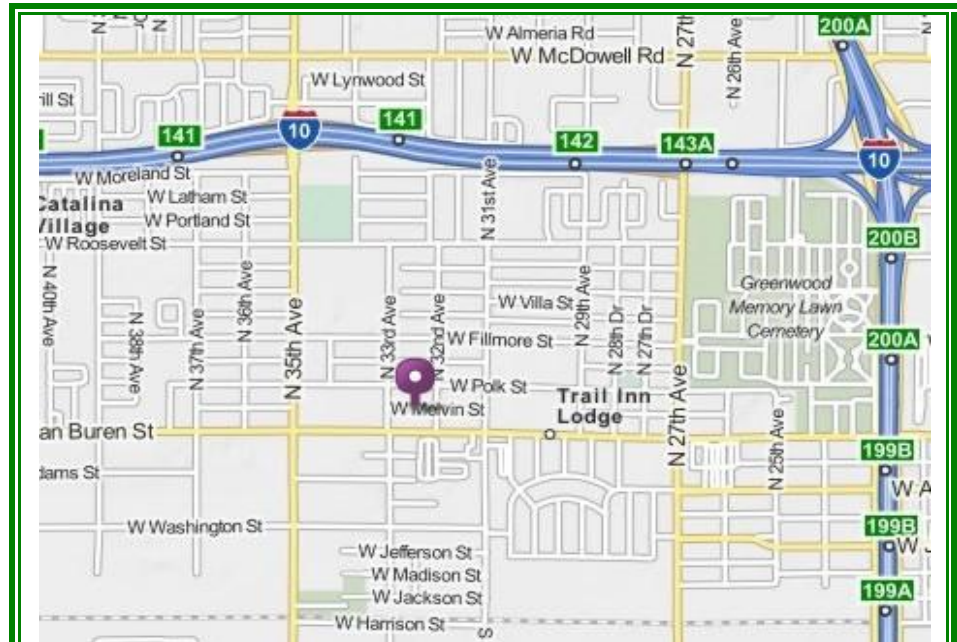 200A
W Almeria Rd
W McDowell Rd
N 27th
N 26th Ave
W Lynwood St
ill St
141
10
141
142
143A
10
W Moreland St
Catalina
Village
W Latham St
W Portland St
W Roosevelt St
N 31st Ave
200B
N 40th Ave
N 38th Ave
N 37th Ave
N 36th Ave
N 35th Ave
N 33rd Ave
N 32nd Ave
W Villa St
W Fillmore St
N 29th Ave
N 28th Dr
N 27th Dr
Greenwood
Memory Lawn
Cemetery
200A
W Polk St
W Melvin St
Trail Inn
Lodge
N 27th Ave
N 25th Ave
an Buren St
dams St
199B
W A
W Washington St
199B
W J
W Jefferson St
W Madison St
W Jackson St
W Harrison St
199A
S